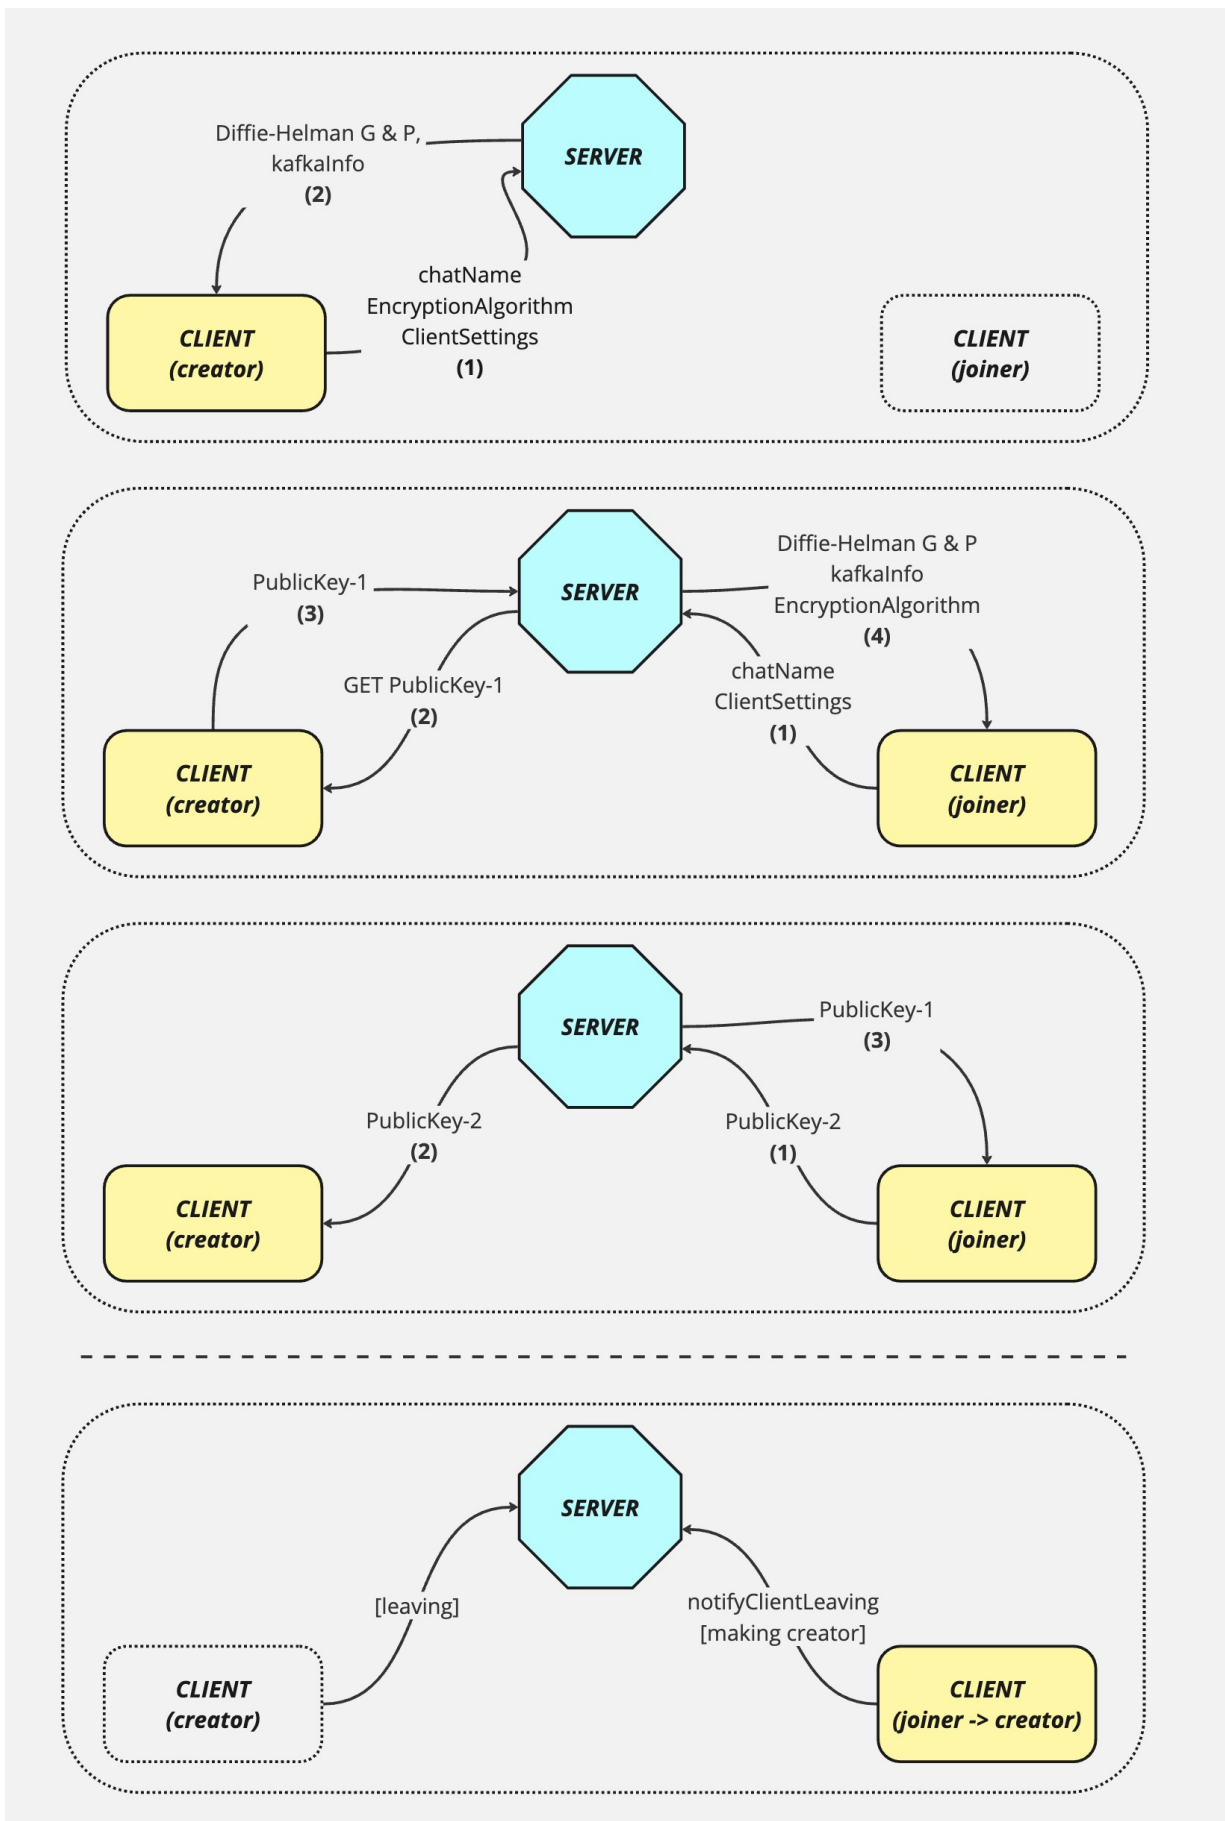 SERVER
Diffie-Helman G & P,
kafkaInfo
(2)
chatName
EncryptionAlgorithm
ClientSettings
(1)
CLIENT
(creator)
CLIENT
(joiner)
SERVER
Diffie-Helman G & P
kafkaInfo
EncryptionAlgorithm
(4)
PublicKey-1
(3)
GET PublicKey-1
(2)
chatName
ClientSettings
(1)
CLIENT
(creator)
CLIENT
(joiner)
SERVER
PublicKey-1
(3)
PublicKey-2
(2)
PublicKey-2
(1)
CLIENT
(creator)
CLIENT
(joiner)
SERVER
[leaving]
notifyClientLeaving
[making creator]
CLIENT
(creator)
CLIENT
(joiner -> creator)